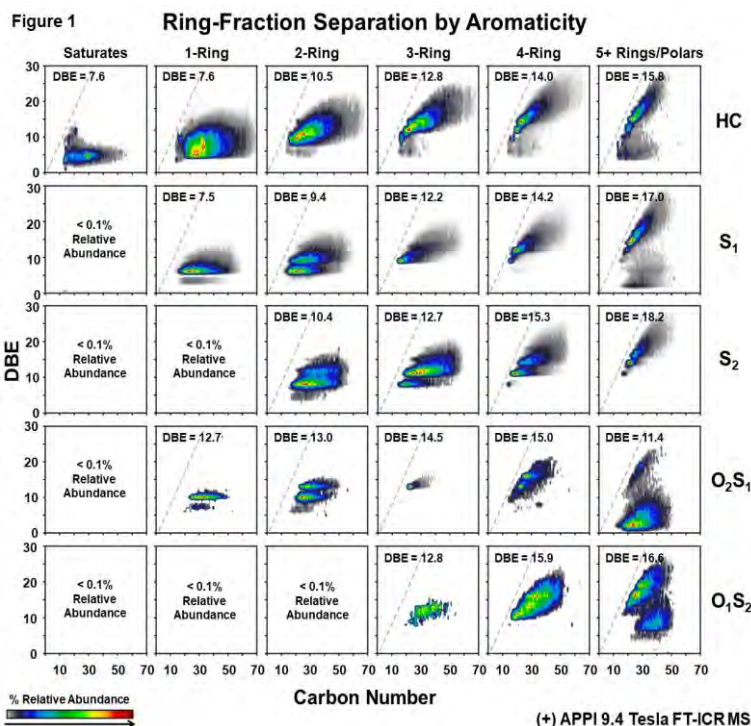 Figure 1
Ring-Fraction Separation by Aromaticity
Saturates 1-Ring 2-Ring 3-Ring 4-Ring 5+ Rings/Polars
30 20 10 0
DBE = 7.6 DBE = 7.6 DBE = 10.5 DBE = 12.8 DBE = 14.0 DBE = 15.8
HC
30 20 10 0
< 0.1% Relative Abundance DBE = 7.5 DBE = 9.4 DBE = 12.2 DBE = 14.2 DBE = 17.0
S₁
30 20 10 0
< 0.1% Relative Abundance < 0.1% Relative Abundance DBE = 10.4 DBE = 12.7 DBE =15.3 DBE = 18.2
S₂
DBE
30 20 10 0
< 0.1% Relative Abundance DBE = 12.7 DBE = 13.0 DBE = 14.5 DBE = 15.0 DBE = 11.4
O₂S₁
30 20 10 0
< 0.1% Relative Abundance < 0.1% Relative Abundance < 0.1% Relative Abundance DBE = 12.8 DBE = 15.9 DBE = 16.6
O₁S₂
10 30 50 70 10 30 50 70 10 30 50 70 10 30 50 70 10 30 50 70 10 30 50 70
% Relative Abundance
Carbon Number
(+) APPI 9.4 Tesla FT-ICR MS